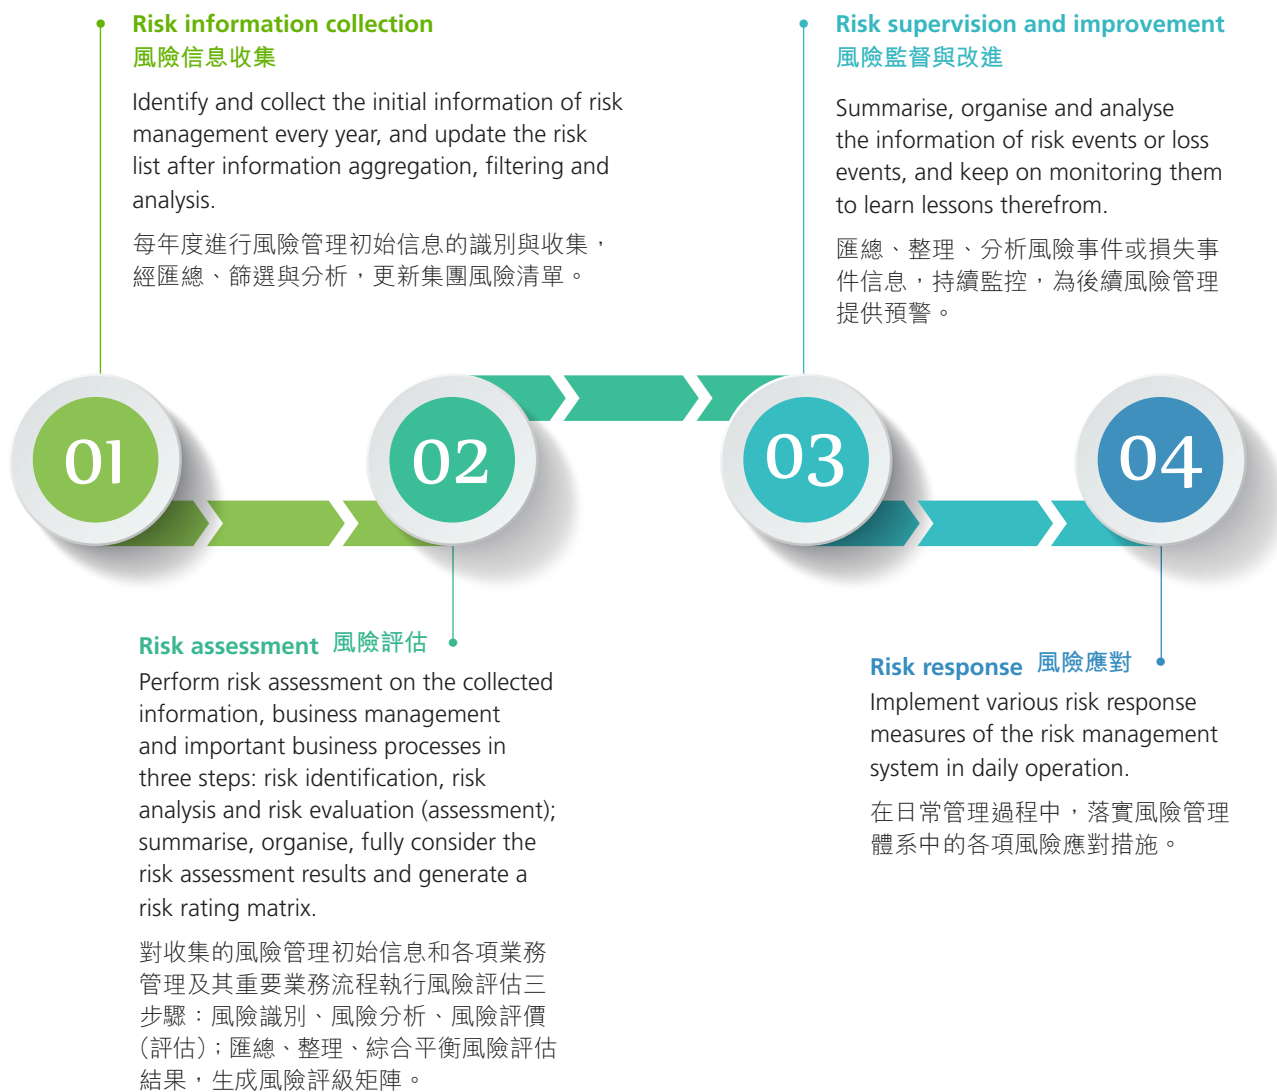 Risk information collection
風險信息收集
Identify and collect the initial information of risk
management every year, and update the risk
list after information aggregation, filtering and
analysis.
每年度進行風險管理初始信息的識別與收集，
經匯總、篩選與分析，更新集團風險清單。
Risk supervision and improvement
風險監督與改進
Summarise, organise and analyse
the information of risk events or loss
events, and keep on monitoring them
to learn lessons therefrom.
匯總、整理、分析風險事件或損失事
件信息，持續監控，為後續風險管理
提供預警。
01
02
03
04
Risk assessment 風險評估
Perform risk assessment on the collected
information, business management
and important business processes in
three steps: risk identification, risk
analysis and risk evaluation (assessment);
summarise, organise, fully consider the
risk assessment results and generate a
risk rating matrix.
對收集的風險管理初始信息和各項業務
管理及其重要業務流程執行風險評估三
步驟：風險識別、風險分析、風險評價
（評估）；匯總、整理、綜合平衡風險評估
結果，生成風險評級矩陣。
Risk response 風險應對
Implement various risk response
measures of the risk management
system in daily operation.
在日常管理過程中，落實風險管理
體系中的各項風險應對措施。